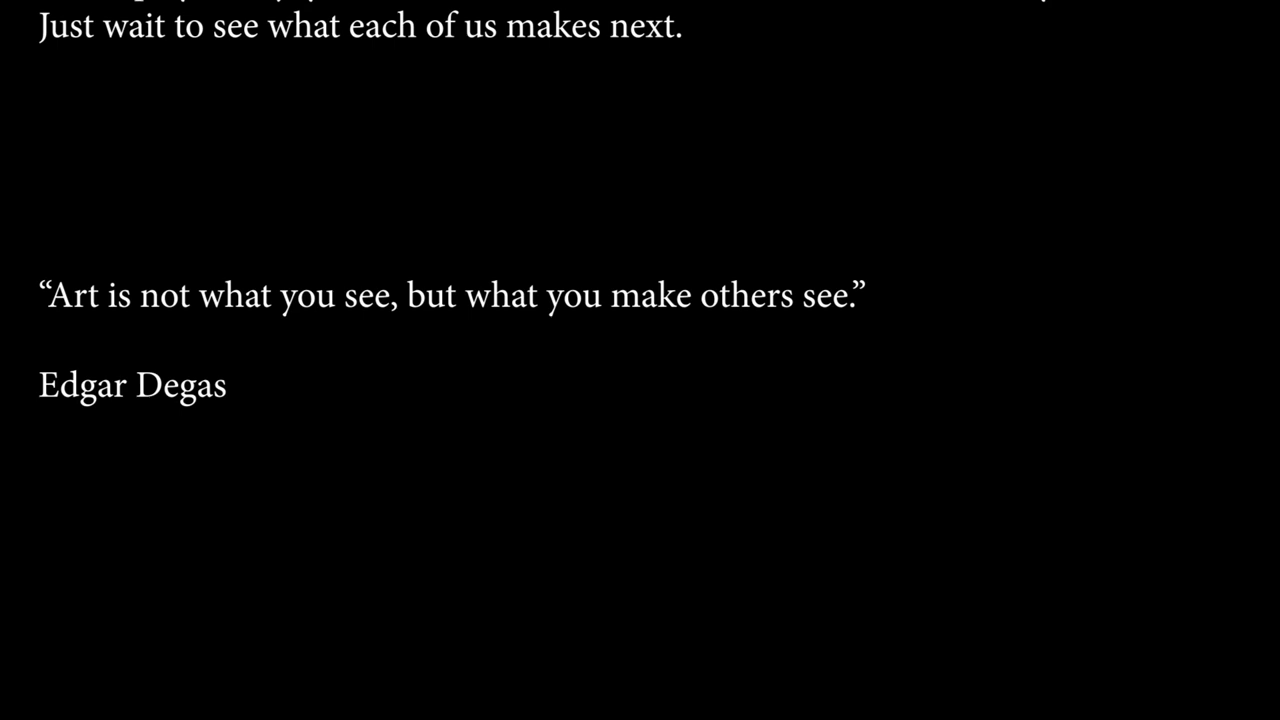 Just wait to see what each of us makes next.
“Art is not what you see, but what you make others see.”
Edgar Degas